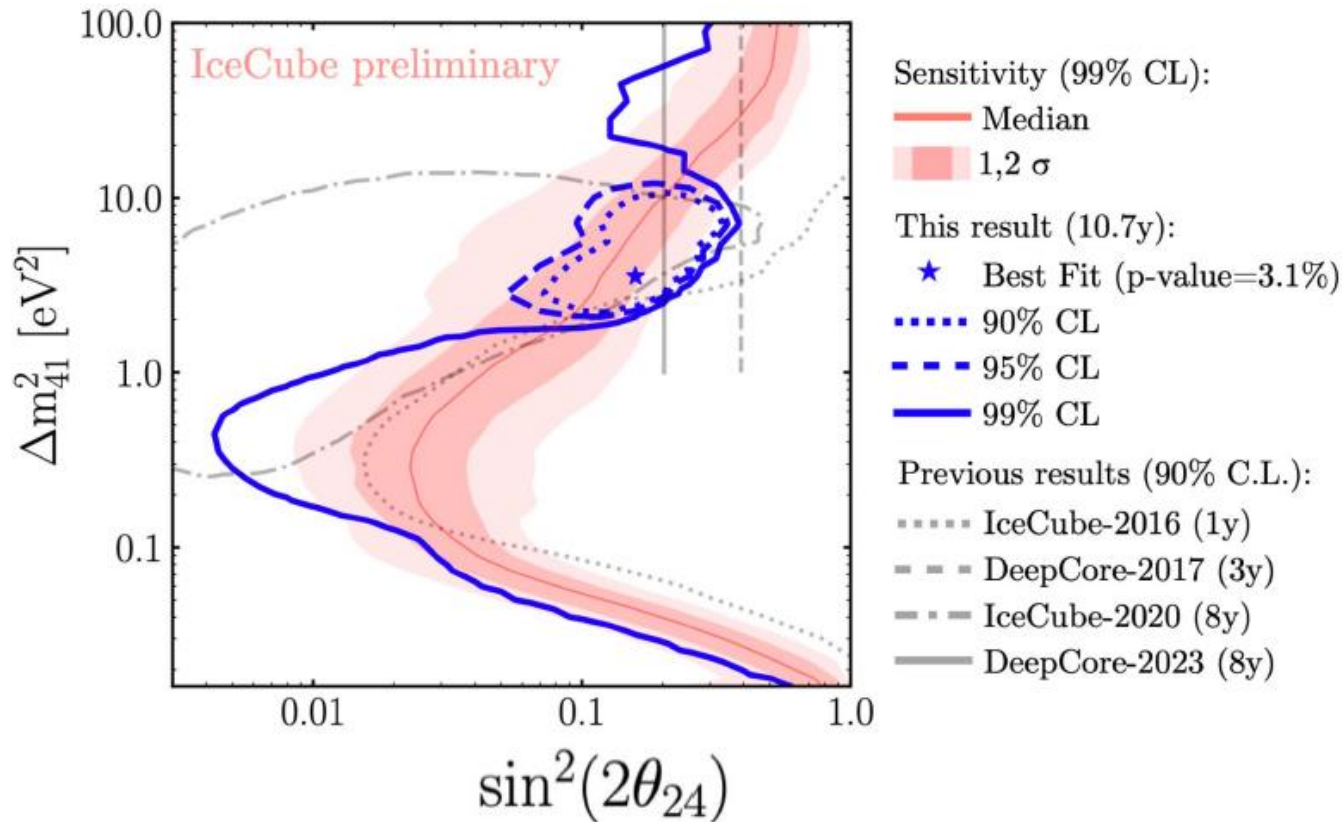 100.0
10.0
1.0
0.1
Δm²₄₁ [eV²]
IceCube preliminary
0.01
0.1
1.0
sin²(2θ₂₄)
Sensitivity (99% CL):
Median
1,2 σ
This result (10.7y):
Best Fit (p-value=3.1%)
90% CL
95% CL
99% CL
Previous results (90% C.L.):
IceCube-2016 (1y)
DeepCore-2017 (3y)
IceCube-2020 (8y)
DeepCore-2023 (8y)